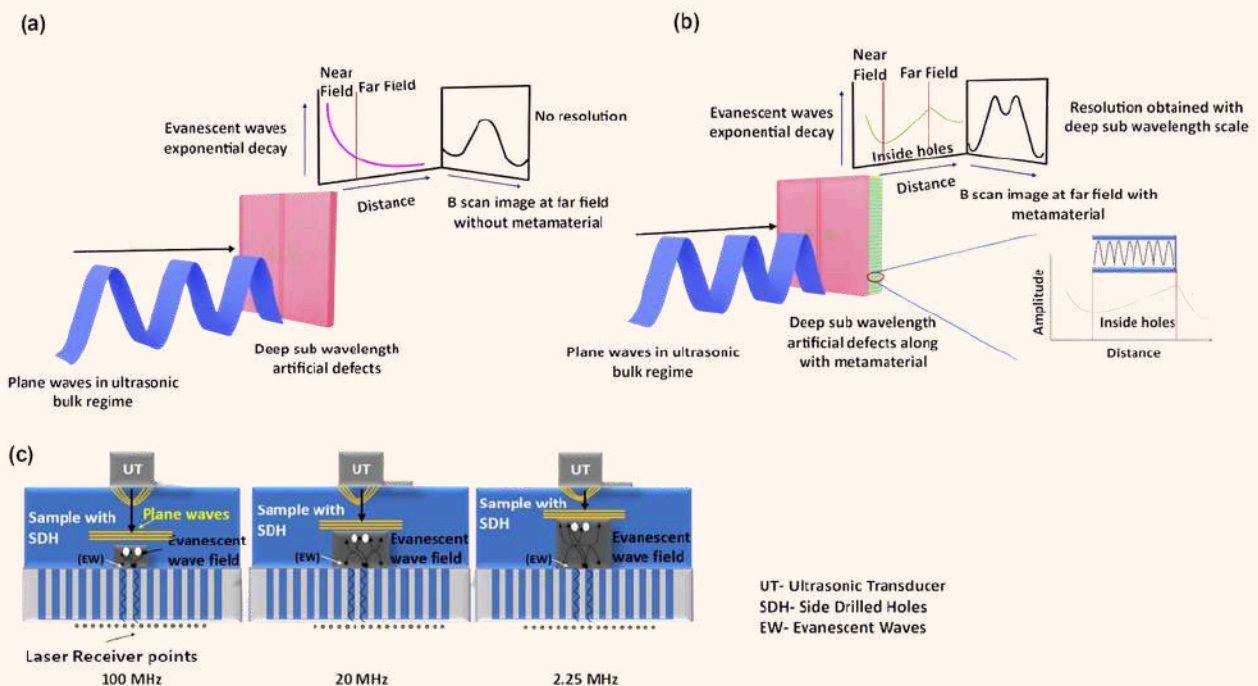 (a)
Near
Field
Far Field
Evanescent waves
exponential decay
No resolution
Distance
B scan image at far field
without metamaterial
Deep sub wavelength
artificial defects
Plane waves in ultrasonic
bulk regime
(b)
Near
Field
Far Field
Evanescent waves
exponential decay
Inside holes
Resolution obtained with
deep sub wavelength scale
Distance
B scan image at far field with
metamaterial
Amplitude
Inside holes
Distance
Deep sub wavelength
artificial defects along
with metamaterial
Plane waves in ultrasonic
bulk regime
(c)
UT
Sample with
SDH
Plane waves
Evanescent
wave field
(EW)
Laser Receiver points
100 MHz
UT
Sample with
SDH
Evanescent
wave field
(EW)
20 MHz
UT
Sample with
SDH
Evanescent
wave field
(EW)
2.25 MHz
UT- Ultrasonic Transducer
SDH- Side Drilled Holes
EW- Evanescent Waves